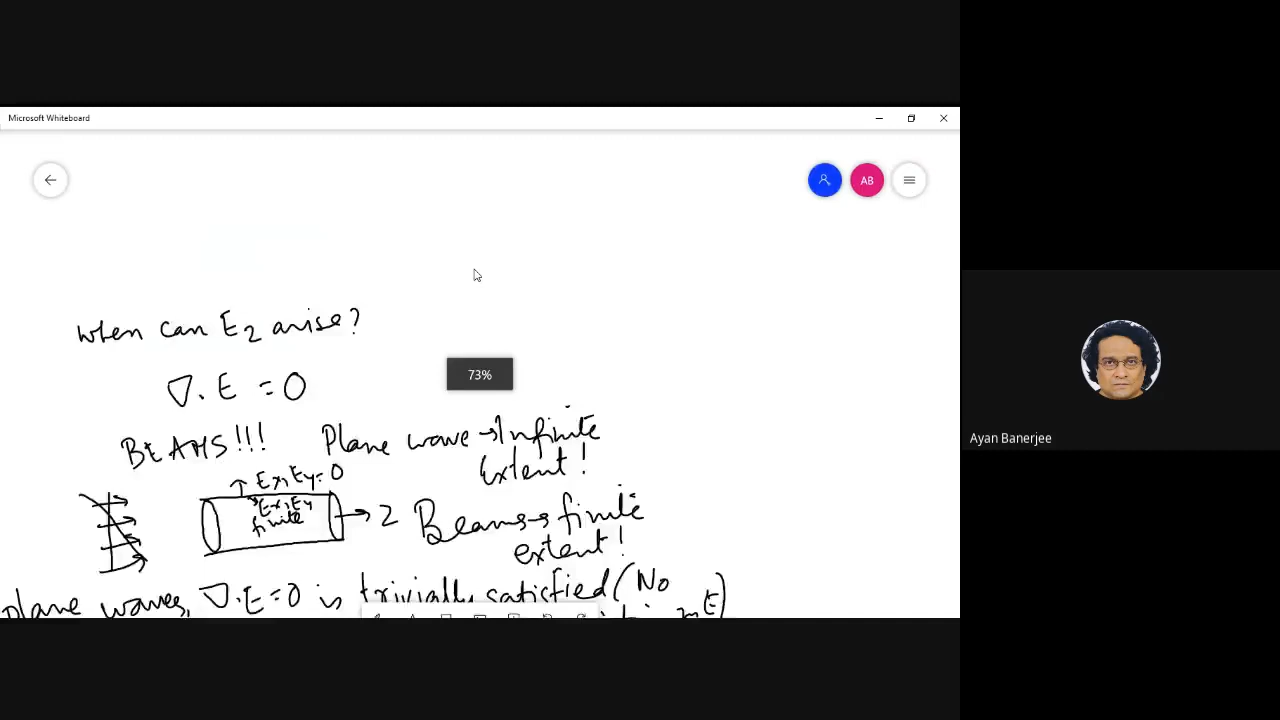 Microsoft Whiteboard
AB
when can Ez arise?
∇. E = 0
73%
BEAMS!!! Plane wave → Infinite
Extent!
Ex, Ey = 0
Ex, Ey
finite
z
Beams → finite
extent!
plane waves, ∇.E=0 is trivially satisfied (No
in E)
Ayan Banerjee